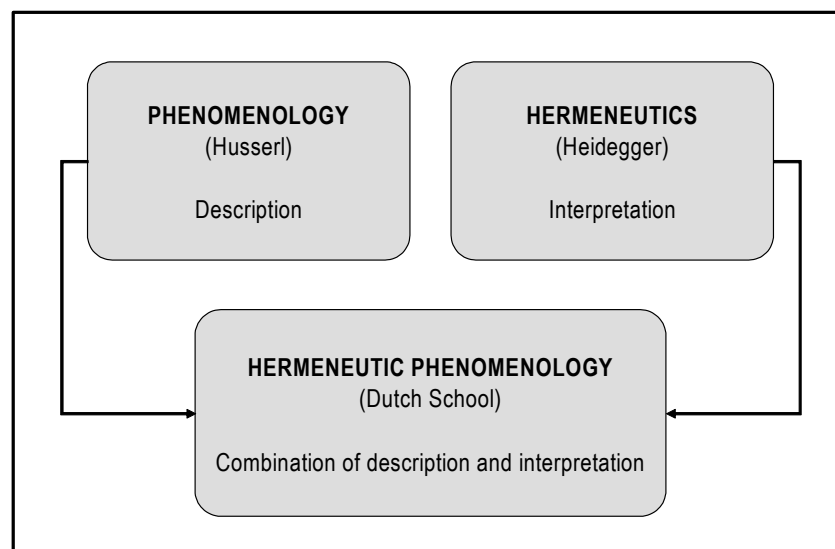 PHENOMENOLOGY
(Husserl)
Description
HERMENEUTICS
(Heidegger)
Interpretation
HERMENEUTIC PHENOMENOLOGY
(Dutch School)
Combination of description and interpretation